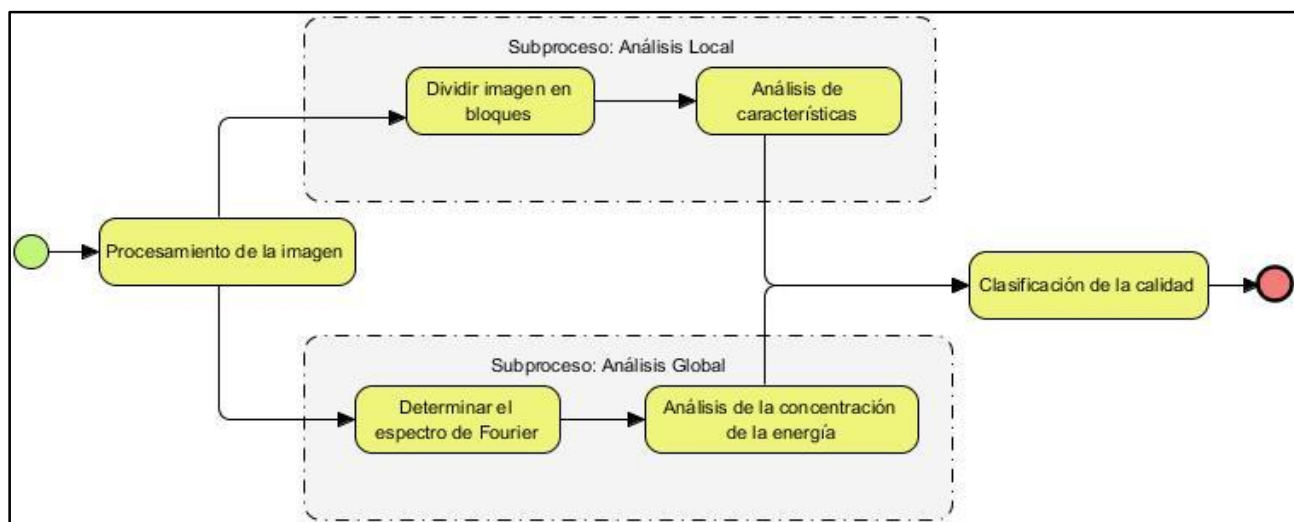 Subproceso: Análisis Local
Dividir imagen en
bloques
Análisis de
características
Procesamiento de la imagen
Clasificación de la calidad
Subproceso: Análisis Global
Determinar el
espectro de Fourier
Análisis de la concentración
de la energía